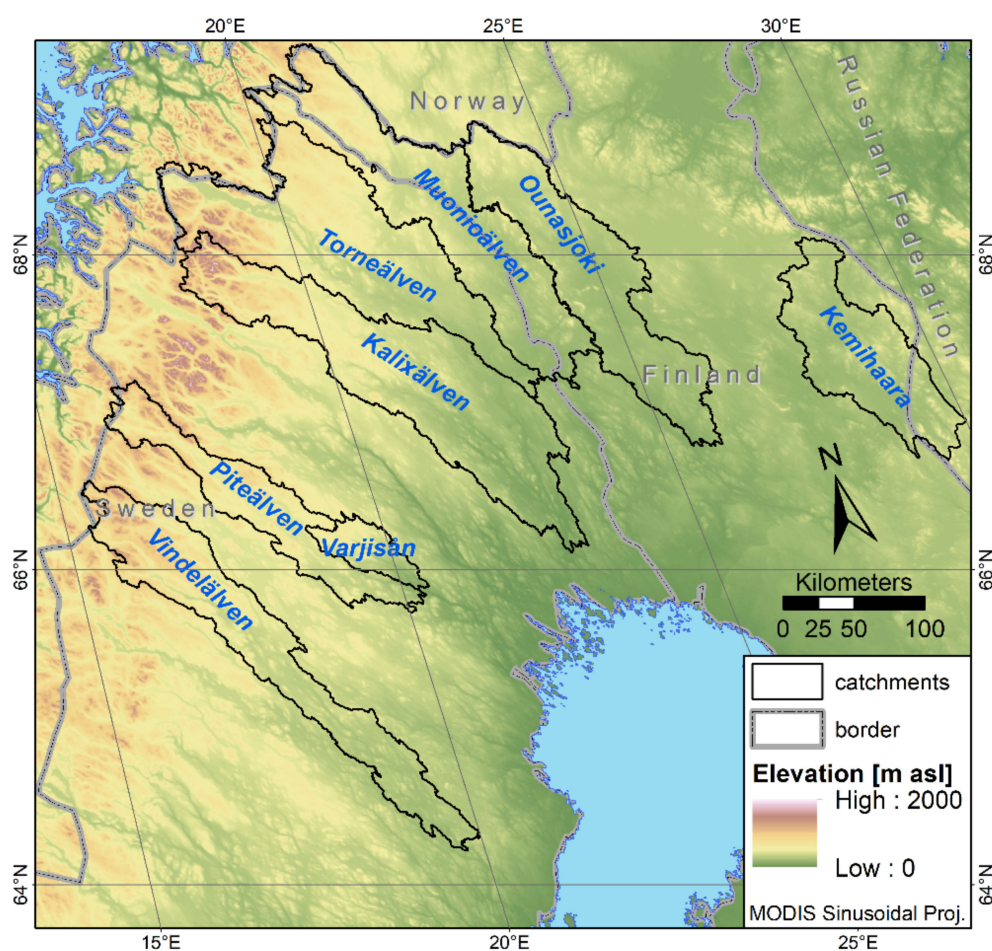 20°E
25°E
30°E
Norway
Russian Federation
Muonioälven
Ounasjoki
68°N
68°N
Torneälven
Kalixälven
Finland
Kemihaara
N
Piteälven
Sweden
Varjisån
Vindelälven
66°N
66°N
Kilometers
0 25 50 100
catchments
border
Elevation [m asl]
High : 2000
Low : 0
MODIS Sinusoidal Proj.
64°N
64°N
15°E
20°E
25°E